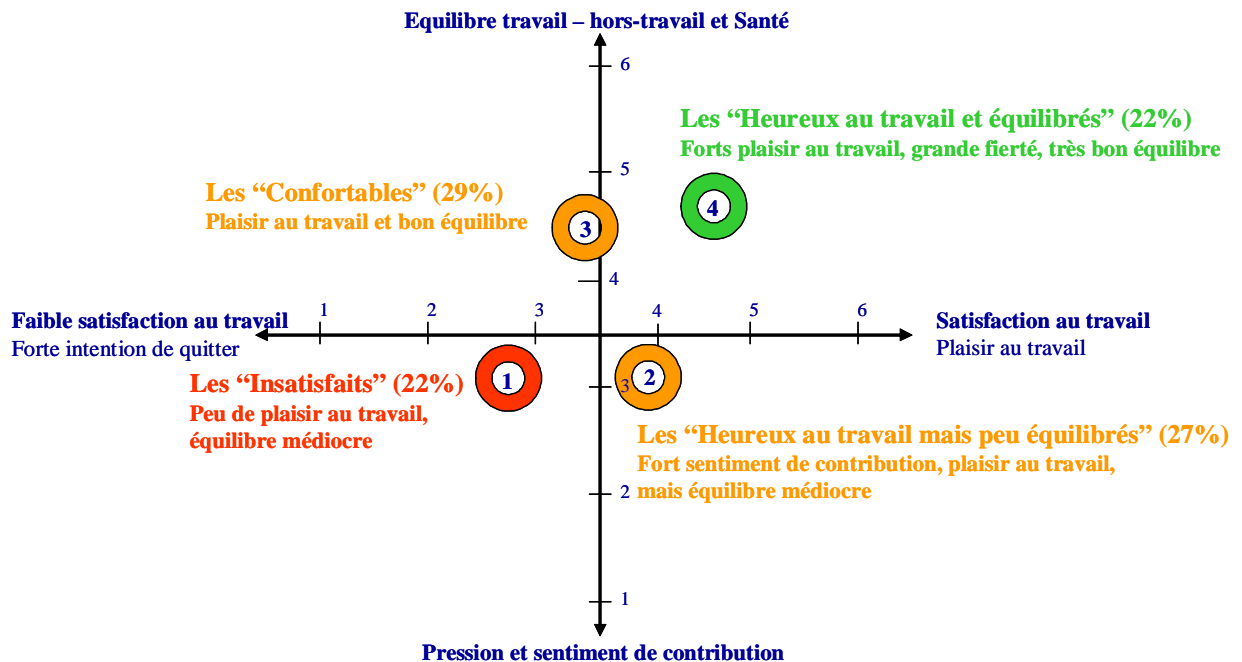 Equilibre travail – hors-travail et Santé
6
Les “Heureux au travail et équilibrés” (22%)
Forts plaisir au travail, grande fierté, très bon équilibre
5
Les “Confortables” (29%)
Plaisir au travail et bon équilibre
4
3
4
1
2
3
4
5
6
Faible satisfaction au travail
Forte intention de quitter
Satisfaction au travail
Plaisir au travail
1
3
2
Les “Insatisfaits” (22%)
Peu de plaisir au travail,
équilibre médiocre
Les “Heureux au travail mais peu équilibrés” (27%)
Fort sentiment de contribution, plaisir au travail,
mais équilibre médiocre
2
1
Pression et sentiment de contribution